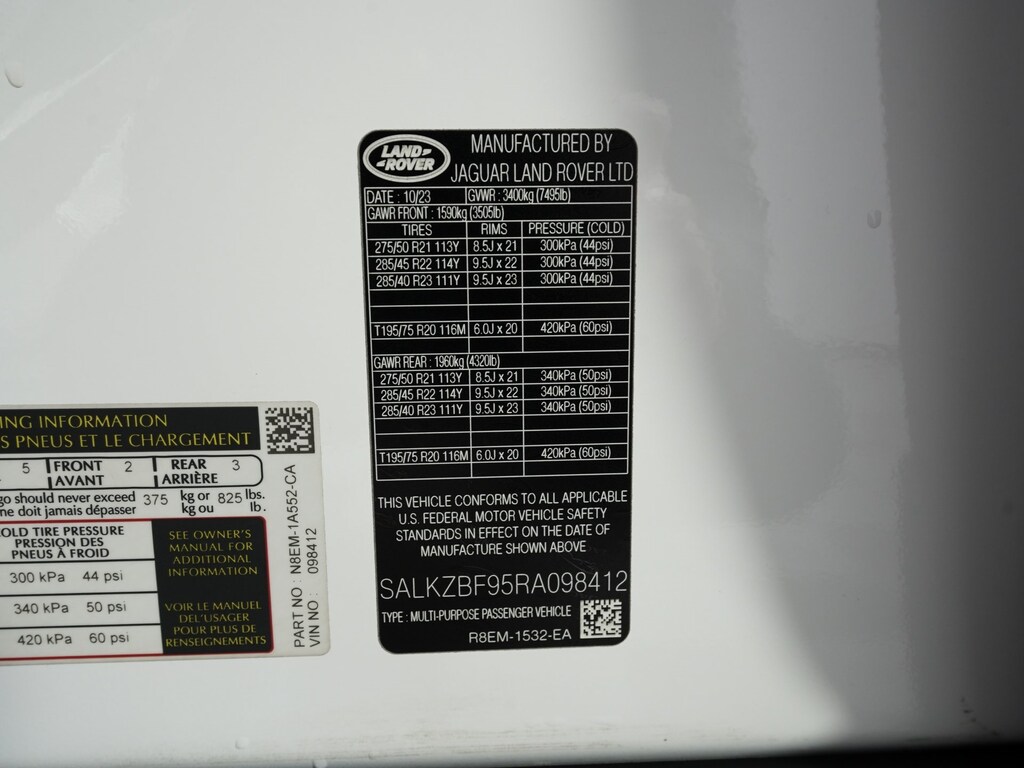 LAND-
-ROVER
MANUFACTURED BY
JAGUAR LAND ROVER LTD
DATE : 10/23 GVWR : 3400kg (7495lb)
GAWR FRONT : 1590kg (3505lb)
TIRES RIMS PRESSURE (COLD)
275/50 R21 113Y 8.5J x 21 300kPa (44psi)
285/45 R22 114Y 9.5J x 22 300kPa (44psi)
285/40 R23 111Y 9.5J x 23 300kPa (44psi)
T195/75 R20 116M 6.0J x 20 420kPa (60psi)
GAWR REAR : 1960kg (4320lb)
275/50 R21 113Y 8.5J x 21 340kPa (50psi)
285/45 R22 114Y 9.5J x 22 340kPa (50psi)
285/40 R23 111Y 9.5J x 23 340kPa (50psi)
T195/75 R20 116M 6.0J x 20 420kPa (60psi)
THIS VEHICLE CONFORMS TO ALL APPLICABLE
U.S. FEDERAL MOTOR VEHICLE SAFETY
STANDARDS IN EFFECT ON THE DATE OF
MANUFACTURE SHOWN ABOVE
SALKZBF95RA098412
TYPE : MULTI-PURPOSE PASSENGER VEHICLE
R8EM-1532-EA
ING INFORMATION
S PNEUS ET LE CHARGEMENT
5 FRONT 2 REAR 3
AVANT ARRIÈRE
go should never exceed 375 kg or 825 lbs.
ne doit jamais dépasser kg ou lb.
OLD TIRE PRESSURE
PRESSION DES
PNEUS À FROID
300 kPa 44 psi
340 kPa 50 psi
420 kPa 60 psi
SEE OWNER'S
MANUAL FOR
ADDITIONAL
INFORMATION
VOIR LE MANUEL
DEL'USAGER
POUR PLUS DE
RENSEIGNEMENTS
PART NO : N8EM-1A552-CA
VIN NO : 098412